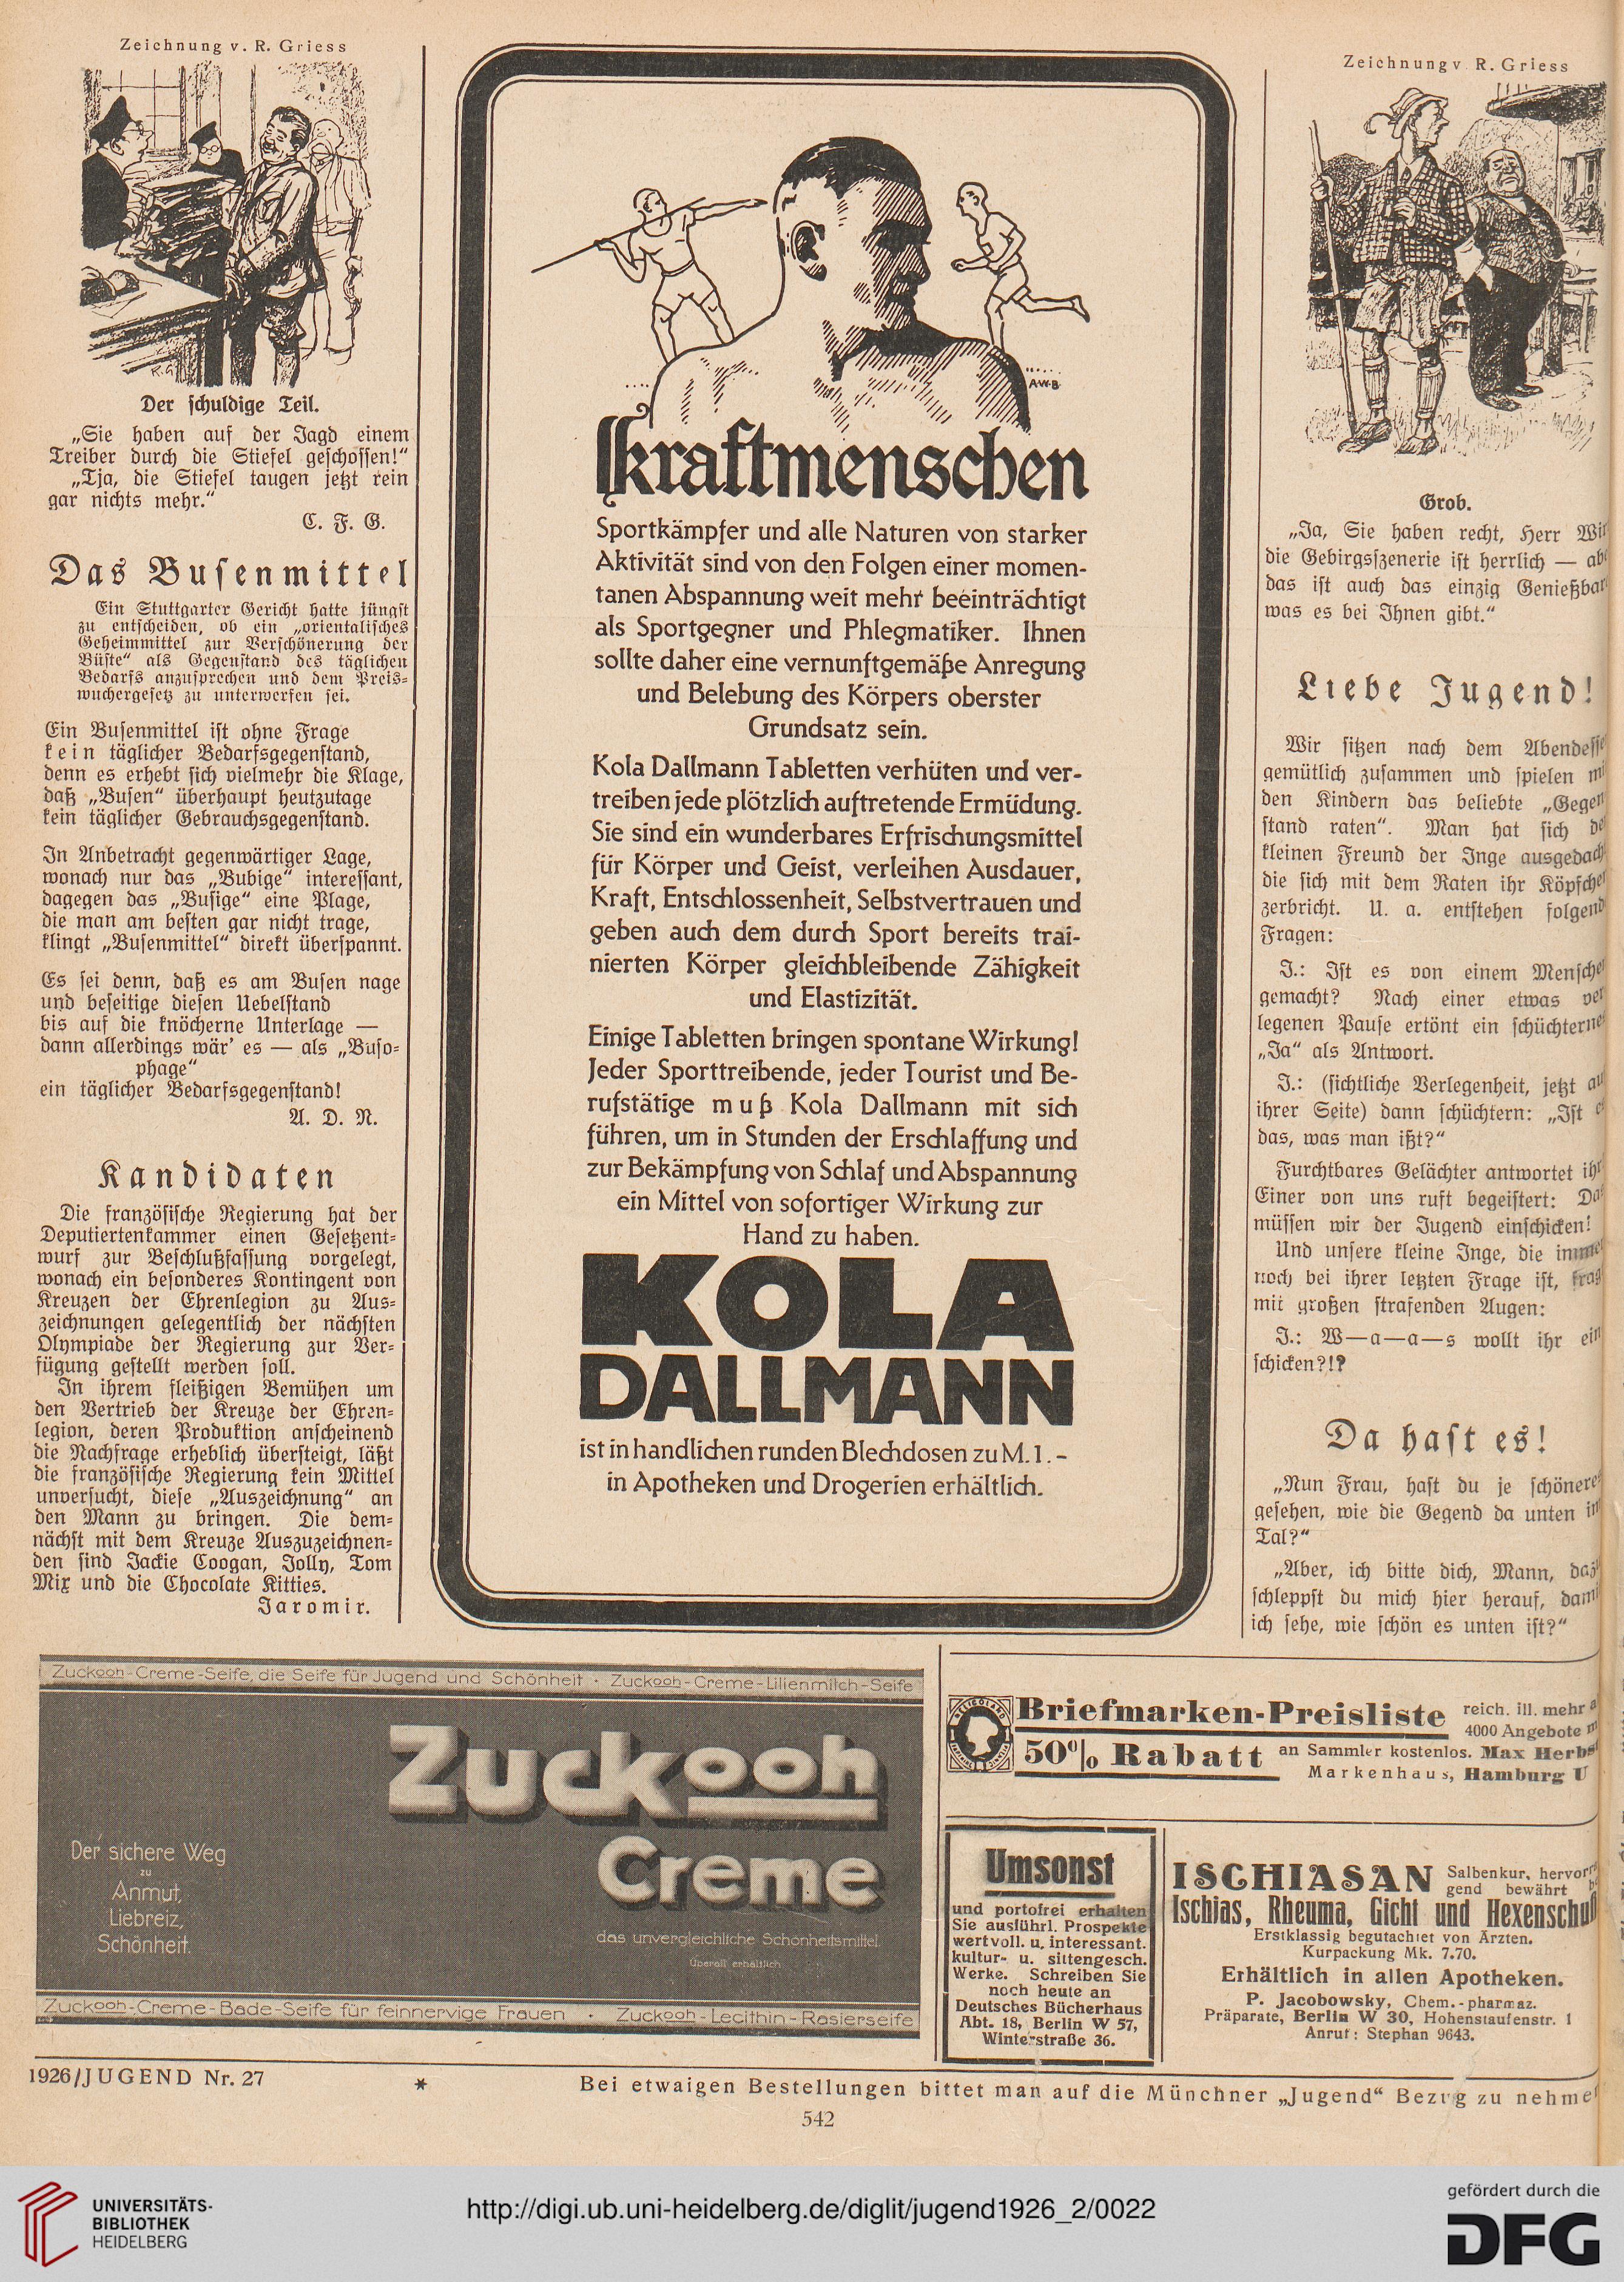 Zeichnung v. R. Griess
R.G.
Der schuldige Teil.
„Sie haben auf der Jagd einem
Treiber durch die Stiefel geschossen!“
„Tja, die Stiefel taugen jetzt rein
gar nichts mehr.“
C. F. G.
Das Busenmittel
Ein Stuttgarter Gericht hatte jüngst
zu entscheiden, ob ein „orientalisches
Geheimmittel zur Verschönerung der
Büste“ als Gegenstand des täglichen
Bedarfs anzusprechen und dem Preis-
wuchergesetz zu unterwerfen sei.
Ein Busenmittel ist ohne Frage
kein täglicher Bedarfsgegenstand,
denn es erhebt sich vielmehr die Klage,
daß „Busen“ überhaupt heutzutage
kein täglicher Gebrauchsgegenstand.
In Anbetracht gegenwärtiger Lage,
wonach nur das „Bubige“ interessant,
dagegen das „Busige“ eine Plage,
die man am besten gar nicht trage,
klingt „Busenmittel“ direkt überspannt.
Es sei denn, daß es am Busen nage
und beseitige diesen Uebelstand
bis auf die knöcherne Unterlage —
dann allerdings wär' es — als „Buso-
phage“
ein täglicher Bedarfsgegenstand!
A. D. N.
Kandidaten
Die französische Regierung hat der
Deputiertenkammer einen Gesetzent-
wurf zur Beschlußfassung vorgelegt,
wonach ein besonderes Kontingent von
Kreuzen der Ehrenlegion zu Aus-
zeichnungen gelegentlich der nächsten
Olympiade der Regierung zur Ver-
fügung gestellt werden soll.
In ihrem fleißigen Bemühen um
den Vertrieb der Kreuze der Ehren-
legion, deren Produktion anscheinend
die Nachfrage erheblich übersteigt, läßt
die französische Regierung kein Mittel
unversucht, diese „Auszeichnung“ an
den Mann zu bringen. Die dem-
nächst mit dem Kreuze Auszuzeichnen-
den sind Jackie Coogan, Jolly, Tom
Mix und die Chocolate Kitties.
Jaromir.
A.W.B.
Kraftmenschen
Sportkämpfer und alle Naturen von starker
Aktivität sind von den Folgen einer momen-
tanen Abspannung weit mehr beeinträchtigt
als Sportgegner und Phlegmatiker. Ihnen
sollte daher eine vernunftgemäße Anregung
und Belebung des Körpers oberster
Grundsatz sein.
Kola Dallmann Tabletten verhüten und ver-
treiben jede plötzlich auftretende Ermüdung.
Sie sind ein wunderbares Erfrischungsmittel
für Körper und Geist, verleihen Ausdauer,
Kraft, Entschlossenheit, Selbstvertrauen und
geben auch dem durch Sport bereits trai-
nierten Körper gleichbleibende Zähigkeit
und Elastizität.
Einige Tabletten bringen spontane Wirkung!
Jeder Sporttreibende, jeder Tourist und Be-
rufstätige muß Kola Dallmann mit sich
führen, um in Stunden der Erschlaffung und
zur Bekämpfung von Schlaf und Abspannung
ein Mittel von sofortiger Wirkung zur
Hand zu haben.
KOLA
DALLMANN
ist in handlichen runden Blechdosen zu M. 1.-
in Apotheken und Drogerien erhältlich.
Zeichnung v R. Griess
Grob.
„Ja, Sie haben recht, Herr
die Gebirgsszenerie ist herrlich —
das ist auch das einzig
was es bei Ihnen gibt.“
Liebe Jugend!
Wir sitzen nach dem
gemütlich zusammen und spielen
den Kindern das beliebte „Gegen
stand raten“. Man hat sich
kleinen Freund der Inge
die sich mit dem Raten ihr
zerbricht. U. a. entstehen
Fragen:
J.: Ist es von einem
gemacht? Nach einer etwas ver
legenen Pause ertönt ein
„Ja“ als Antwort.
J.: (sichtliche Verlegenheit, jetzt
ihrer Seite) dann schüchtern: „Ist
das, was man ißt?“
Furchtbares Gelächter antwortet
Einer von uns ruft begeistert:
müssen wir der Jugend einschicken!
Und unsere kleine Inge, die
noch bei ihrer letzten Frage ist,
mit großen strafenden Augen:
J.: W—a—a—s wollt ihr ein
schicken?!?
Da hast es!
„Nun Frau, hast du je
gesehen, wie die Gegend da unten
Tal?“
„Aber, ich bitte dich, Mann,
schleppst du mich hier herauf,
ich sehe, wie schön es unten ist?“
Zuckooh-Creme-Seife, die Seife für Jugend und Schönheit · Zuckooh-Creme-Lilienmilch-Seife
Zuckooh
Creme
Der sichere Weg
zu
Anmut,
Liebreiz,
Schönheit.
das unvergleichliche Schönheitsmittel.
Überall erhältlich
Zuckooh-Creme-Bade-Seife für feinnervige Frauen · Zuckooh-Lecithin-Rasierseife
HELIGOLAND
Briefmarken-Preisliste reich. ill. mehr
4000 Angebote
50% Rabatt an Sammler kostenlos. Max
Markenhaus, Hamburg U
Umsonst
und portofrei erhalten
Sie ausführl. Prospekte
wertvoll. u. interessant.
kultur- u. sittengesch.
Werke. Schreiben Sie
noch heute an
Deutsches Bücherhaus
Abt. 18, Berlin W 57,
Winterstraße 36.
ISCHIASAN Salbenkur,
gend bewährt
Ischias, Rheuma, Gicht und Hexenschuß
Erstklassig begutachtet von Ärzten.
Kurpackung Mk. 7.70.
Erhältlich in allen Apotheken.
P. Jacobowsky, Chem.-pharmaz.
Präparate, Berlin W 30, Hohenstaufenstr. 1
Anruf: Stephan 9643.
1926/JUGEND Nr. 27
*
Bei etwaigen Bestellungen bittet man auf die Münchner „Jugend“ Bezug zu
542
UNIVERSITÄTS-
BIBLIOTHEK
HEIDELBERG
http://digi.ub.uni-heidelberg.de/diglit/jugend1926_2/0022
gefördert durch die
DFG